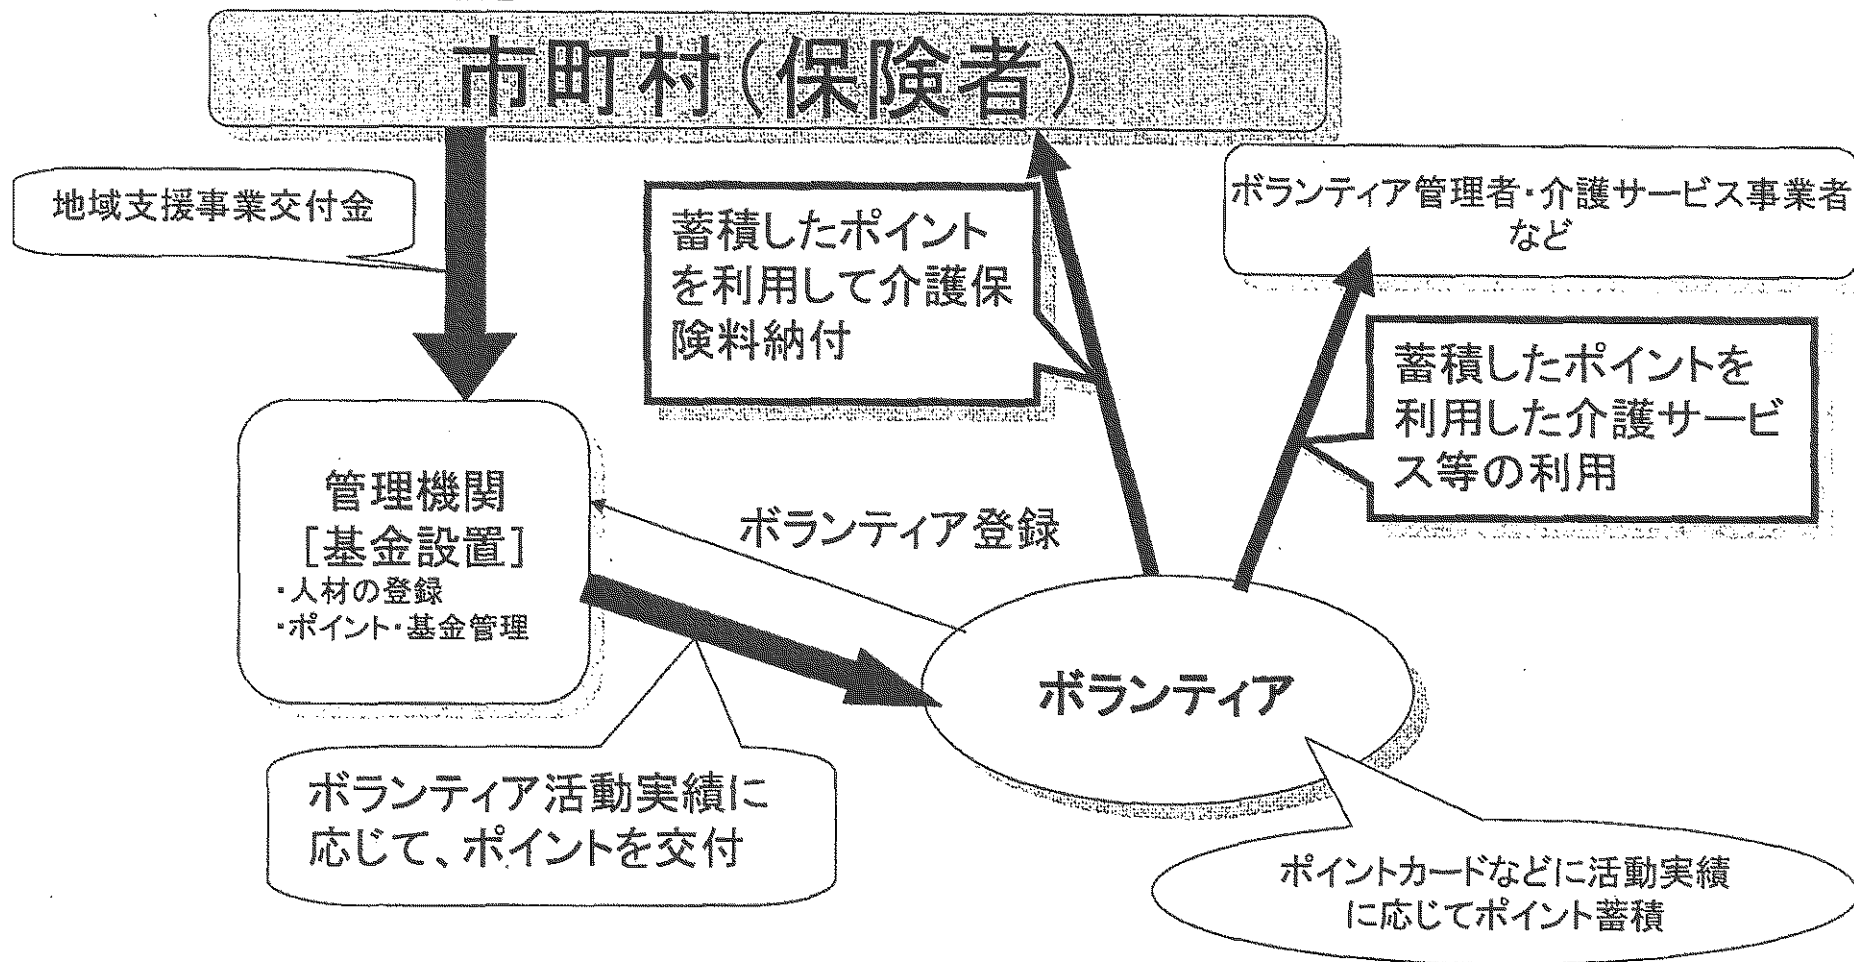 市町村(保険者)
地域支援事業交付金
蓄積したポイント
を利用して介護保
険料納付
ボランティア管理者・介護サービス事業者
など
蓄積したポイントを
利用した介護サービ
ス等の利用
管理機関
[基金設置]
・人材の登録
・ポイント・基金管理
ボランティア登録
ボランティア
ボランティア活動実績に
応じて、ポイントを交付
ポイントカードなどに活動実績
に応じてポイント蓄積